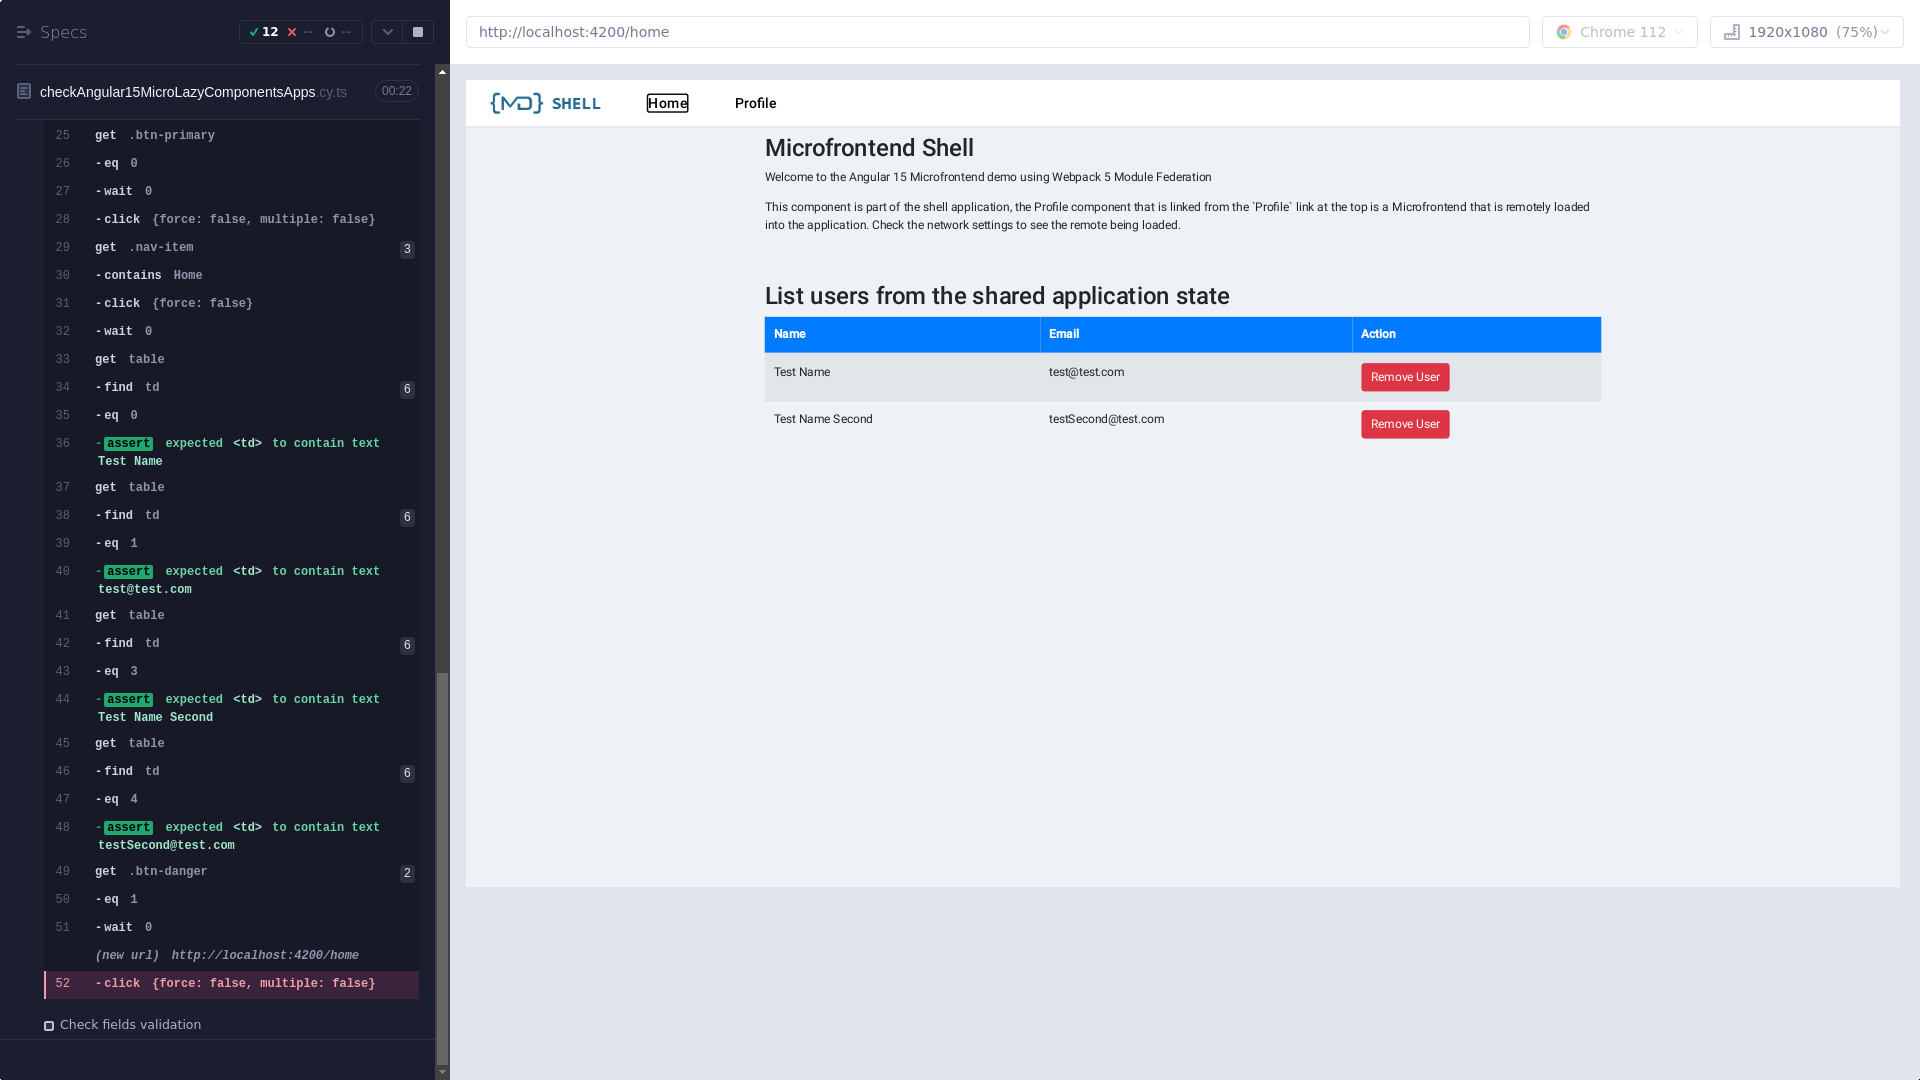 Specs
12 -- --
checkAngular15MicroLazyComponentsApps.cy.ts 00:22
25 get .btn-primary
26 -eq 0
27 -wait 0
28 -click {force: false, multiple: false}
29 get .nav-item 3
30 -contains Home
31 -click {force: false}
32 -wait 0
33 get table
34 -find td 6
35 -eq 0
36 -assert expected <td> to contain text
Test Name
37 get table
38 -find td 6
39 -eq 1
40 -assert expected <td> to contain text
test@test.com
41 get table
42 -find td 6
43 -eq 3
44 -assert expected <td> to contain text
Test Name Second
45 get table
46 -find td 6
47 -eq 4
48 -assert expected <td> to contain text
testSecond@test.com
49 get .btn-danger 2
50 -eq 1
51 -wait 0
(new url) http://localhost:4200/home
52 -click {force: false, multiple: false}
Check fields validation
http://localhost:4200/home
Chrome 112
1920x1080 (75%)
{MD} SHELL Home Profile
Microfrontend Shell
Welcome to the Angular 15 Microfrontend demo using Webpack 5 Module Federation
This component is part of the shell application, the Profile component that is linked from the `Profile` link at the top is a Microfrontend that is remotely loaded
into the application. Check the network settings to see the remote being loaded.
List users from the shared application state
Name Email Action
Test Name test@test.com Remove User
Test Name Second testSecond@test.com Remove User